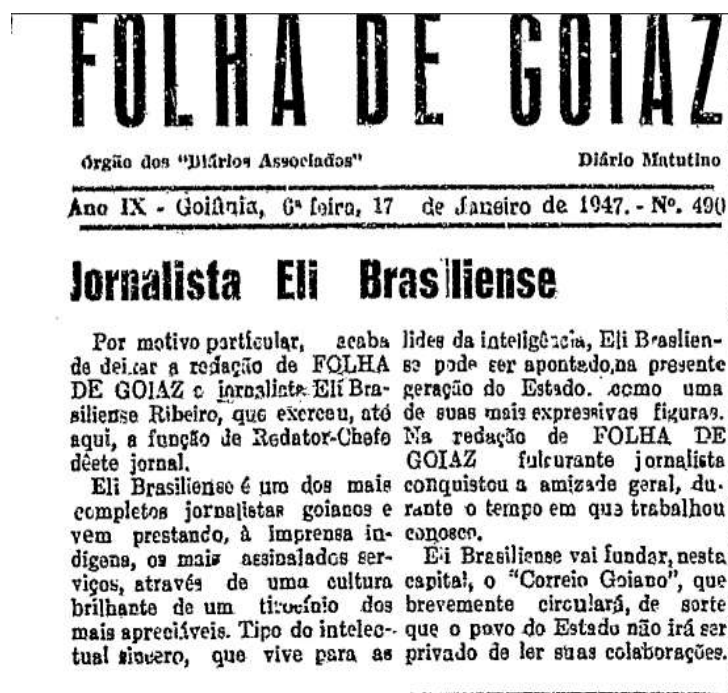 FOLHA DE GOIAZ
órgão dos "Diários Associados"
Diário Matutino
Ano IX - Goiânia, 6ª feira, 17 de Janeiro de 1947. - Nº. 490
Jornalista Eli Brasiliense
Por motivo particular, acaba
de deixar a redação de FOLHA
DE GOIAZ o jornalista Eli Bra-
siliense Ribeiro, que exerceu, até
aqui, a função de Redator-Chefe
dêste jornal.
Eli Brasiliense é um dos mais
completos jornalistas goianos e
vem prestando, à imprensa in-
dígena, os mais assinalados ser-
viços, através de uma cultura
brilhante de um tirocínio dos
mais apreciáveis. Tipo do intelec-
tual sincero, que vive para as
lides da inteligência, Eli Brasilien-
se pode ser apontado, na presente
geração do Estado. como uma
de suas mais expressivas figuras.
Na redação de FOLHA DE
GOIAZ fulgurante jornalista
conquistou a amizade geral, du-
rante o tempo em que trabalhou
conosco.
Eli Brasiliense vai fundar, nesta
capital, o "Correio Goiano", que
brevemente circulará, de sorte
que o povo do Estado não irá ser
privado de ler suas colaborações.